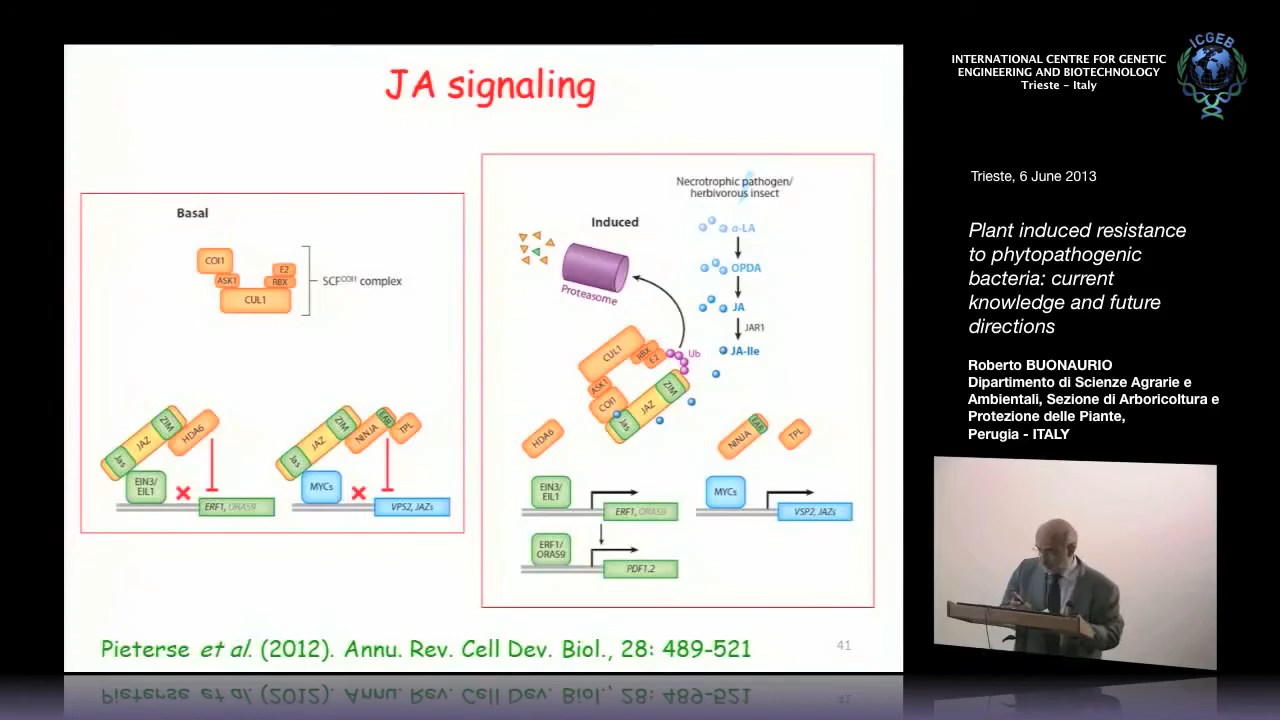 JA signaling
Basal
COI1
ASK1
E2
RBX
CUL1
SCFCOI1 complex
ZIM
JAZ
Jas
HDA6
EIN3/
EIL1
ERF1, ORA59
ZIM
JAZ
Jas
NINJA
EAR
TPL
MYCs
VPS2, JAZs
Necrotrophic pathogen/
herbivorous insect
Induced
α-LA
OPDA
JA
JAR1
JA-Ile
Proteasome
CUL1
RBX
E2
Ub
ASK1
COI1
ZIM
JAZ
Jas
HDA6
NINJA
EAR
TPL
EIN3/
EIL1
ERF1, ORA59
MYCs
VSP2, JAZs
ERF1/
ORA59
PDF1.2
Pieterse et al. (2012). Annu. Rev. Cell Dev. Biol., 28: 489-521
41
INTERNATIONAL CENTRE FOR GENETIC
ENGINEERING AND BIOTECHNOLOGY
Trieste - Italy
ICGEB
Trieste, 6 June 2013
Plant induced resistance
to phytopathogenic
bacteria: current
knowledge and future
directions
Roberto BUONAURIO
Dipartimento di Scienze Agrarie e
Ambientali, Sezione di Arboricoltura e
Protezione delle Piante,
Perugia - ITALY